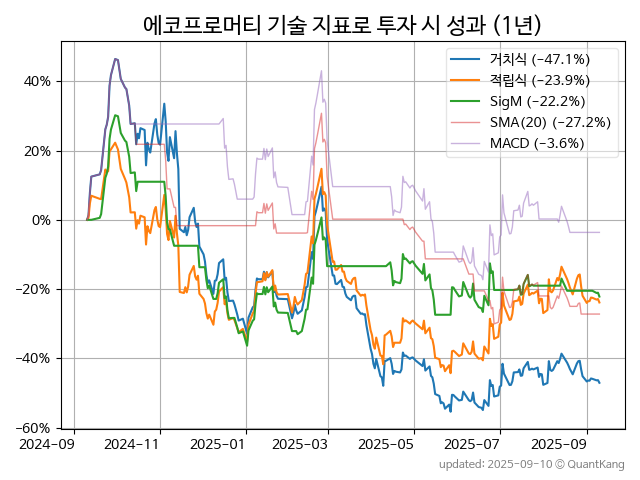 에코프로머티 기술 지표로 투자 시 성과 (1년)
거치식 (−47.1%)
적립식 (−23.9%)
SigM (−22.2%)
SMA(20) (−27.2%)
MACD (−3.6%)
40%
20%
0%
−20%
−40%
−60%
2024-09 2024-11 2025-01 2025-03 2025-05 2025-07 2025-09
updated: 2025-09-10 © QuantKang